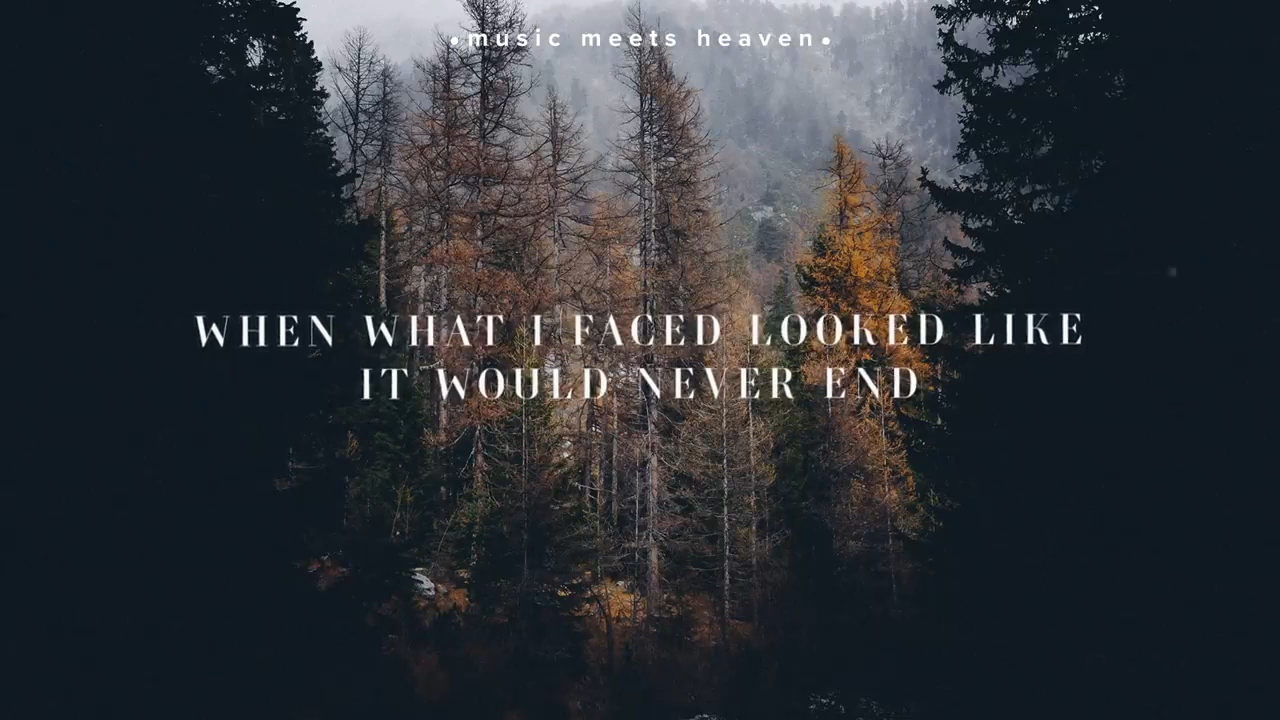 •music meets heaven•
WHEN WHAT I FACED LOOKED LIKE
IT WOULD NEVER END